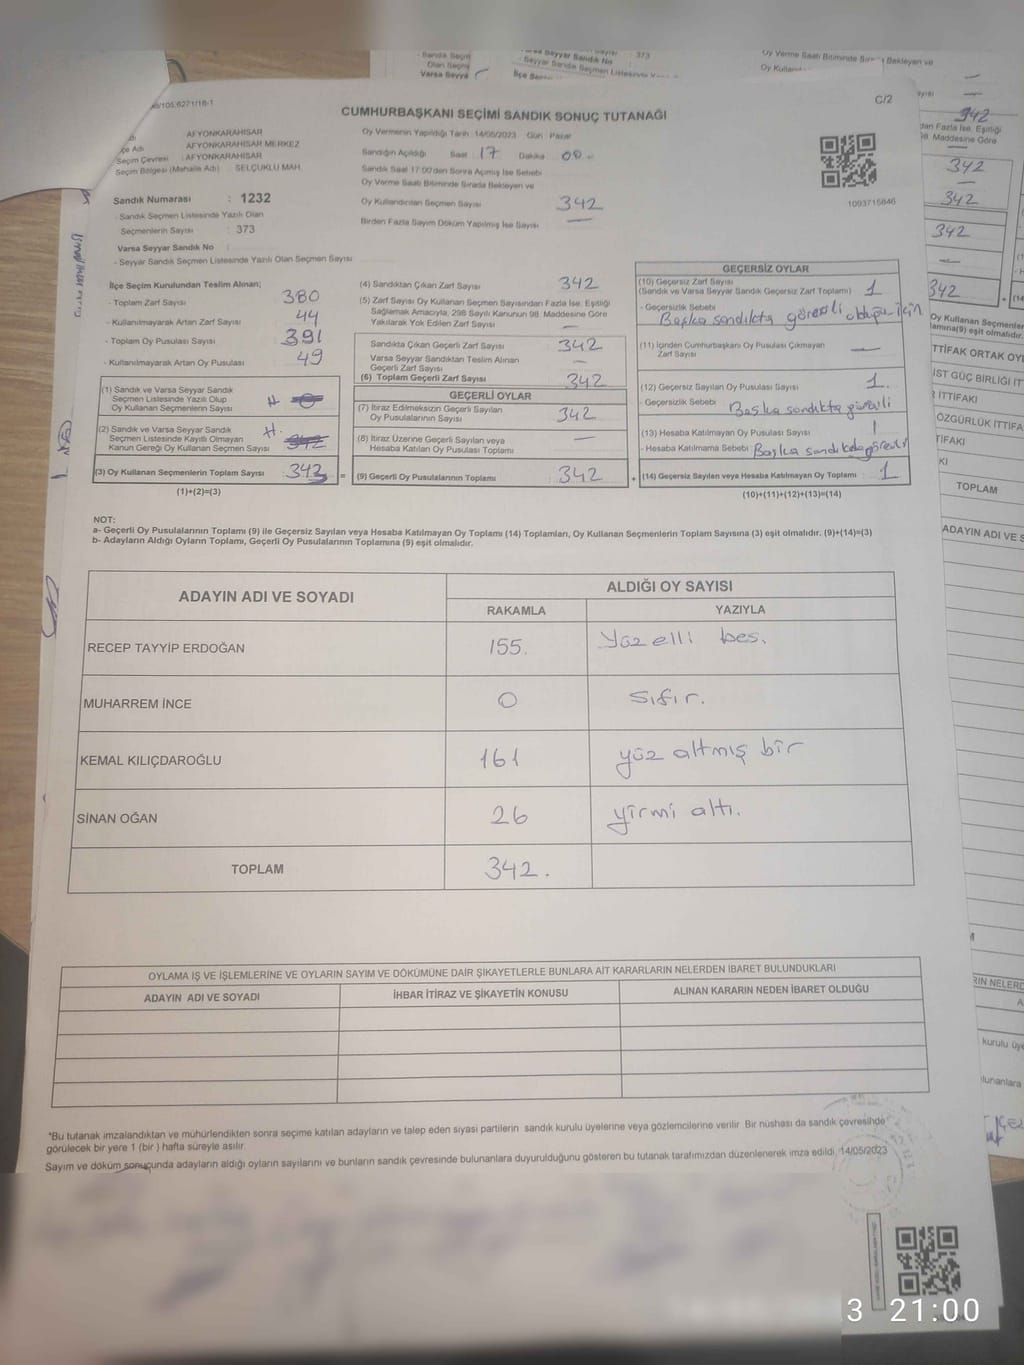 C/2
CUMHURBAŞKANI SEÇİMİ SANDIK SONUÇ TUTANAĞI
AFYONKARAHİSAR
AFYONKARAHİSAR MERKEZ
Seçim Çevresi : AFYONKARAHİSAR
Seçim Bölgesi (Mahalle Adı) : SELÇUKLU MAH.
Sandık Numarası : 1232
- Sandık Seçmen Listesinde Yazılı Olan
Seçmenlerin Sayısı : 373
Varsa Seyyar Sandık No :
- Seyyar Sandık Seçmen Listesinde Yazılı Olan Seçmen Sayısı
Oy Vermenin Yapıldığı Tarih : 14/05/2023 Gün : Pazar
Sandığın Açıldığı Saat : 17 Dakika : 00
Sandık Saat 17:00'den Sonra Açılmış İse Sebebi
Oy Verme Saati Bitiminde Sırada Bekleyen ve
Oy Kullandırılan Seçmen Sayısı 342
Birden Fazla Sayım Döküm Yapılmış İse Sayısı —
1093715646
İlçe Seçim Kurulundan Teslim Alınan;
- Toplam Zarf Sayısı 380
- Kullanılmayarak Artan Zarf Sayısı 44
- Toplam Oy Pusulası Sayısı 391
- Kullanılmayarak Artan Oy Pusulası 49
(1) Sandık ve Varsa Seyyar Sandık
Seçmen Listesinde Yazılı Olup
Oy Kullanan Seçmenlerin Sayısı
(2) Sandık ve Varsa Seyyar Sandık
Seçmen Listesinde Kayıtlı Olmayan
Kanun Gereği Oy Kullanan Seçmen Sayısı
(3) Oy Kullanan Seçmenlerin Toplam Sayısı 343 =
(1)+(2)=(3)
(4) Sandıktan Çıkan Zarf Sayısı 342
(5) Zarf Sayısı Oy Kullanan Seçmen Sayısından Fazla İse, Eşitliği
Sağlamak Amacıyla, 298 Sayılı Kanunun 98. Maddesine Göre
Yakılarak Yok Edilen Zarf Sayısı —
Sandıkta Çıkan Geçerli Zarf Sayısı 342
Varsa Seyyar Sandıktan Teslim Alınan
Geçerli Zarf Sayısı —
(6) Toplam Geçerli Zarf Sayısı 342
GEÇERLİ OYLAR
(7) İtiraz Edilmeksizin Geçerli Sayılan
Oy Pusulalarının Sayısı 342
(8) İtiraz Üzerine Geçerli Sayılan veya
Hesaba Katılan Oy Pusulası Toplamı —
(9) Geçerli Oy Pusulalarının Toplamı : 342 +
GEÇERSİZ OYLAR
(10) Geçersiz Zarf Sayısı
(Sandık ve Varsa Seyyar Sandık Geçersiz Zarf Toplamı) 1
- Geçersizlik Sebebi
Başka sandıkta görevli olduğu için
(11) İçinden Cumhurbaşkanı Oy Pusulası Çıkmayan
Zarf Sayısı —
(12) Geçersiz Sayılan Oy Pusulası Sayısı 1.
- Geçersizlik Sebebi Başka sandıkta görevli
(13) Hesaba Katılmayan Oy Pusulası Sayısı 1
- Hesaba Katılmama Sebebi Başka sandıkta görevli
(14) Geçersiz Sayılan veya Hesaba Katılmayan Oy Toplamı : 1
(10)+(11)+(12)+(13)=(14)
NOT:
a- Geçerli Oy Pusulalarının Toplamı (9) ile Geçersiz Sayılan veya Hesaba Katılmayan Oy Toplamı (14) Toplamları, Oy Kullanan Seçmenlerin Toplam Sayısına (3) eşit olmalıdır. (9)+(14)=(3)
b- Adayların Aldığı Oyların Toplamı, Geçerli Oy Pusulalarının Toplamına (9) eşit olmalıdır.
ADAYIN ADI VE SOYADI ALDIĞI OY SAYISI
RAKAMLA YAZIYLA
RECEP TAYYİP ERDOĞAN 155. Yüz elli beş.
MUHARREM İNCE 0 Sıfır.
KEMAL KILIÇDAROĞLU 161 yüz altmış bir
SİNAN OĞAN 26 yirmi altı.
TOPLAM 342.
OYLAMA İŞ VE İŞLEMLERİNE VE OYLARIN SAYIM VE DÖKÜMÜNE DAİR ŞİKAYETLERLE BUNLARA AİT KARARLARIN NELERDEN İBARET BULUNDUKLARI
ADAYIN ADI VE SOYADI İHBAR İTİRAZ VE ŞİKAYETİN KONUSU ALINAN KARARIN NEDEN İBARET OLDUĞU
*Bu tutanak imzalandıktan ve mühürlendikten sonra seçime katılan adayların ve talep eden siyasi partilerin sandık kurulu üyelerine veya gözlemcilerine verilir. Bir nüshası da sandık çevresinde
görülecek bir yere 1 (bir) hafta süreyle asılır.
Sayım ve döküm sonuçunda adayların aldığı oyların sayılarını ve bunların sandık çevresinde bulunanlara duyurulduğunu gösteren bu tutanak tarafımızdan düzenlenerek imza edildi. 14/05/2023
3 21:00